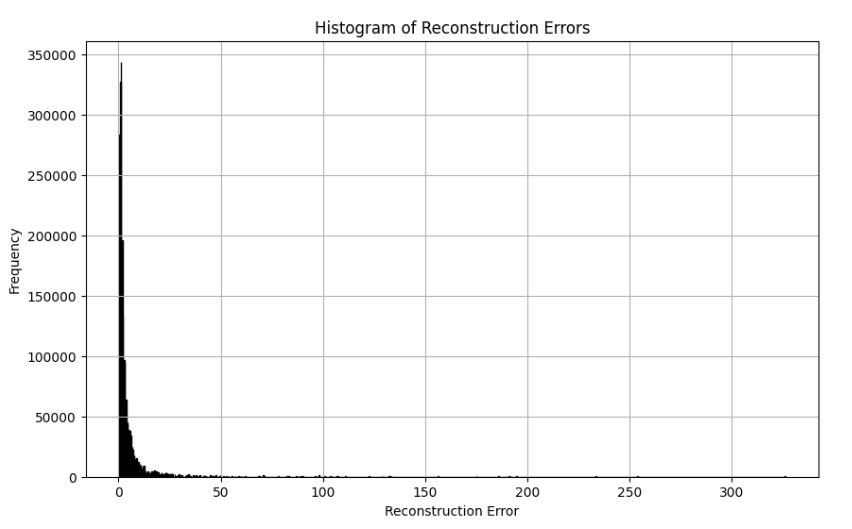 Histogram of Reconstruction Errors
350000
300000
250000
200000
150000
100000
50000
0
Frequency
0 50 100 150 200 250 300
Reconstruction Error